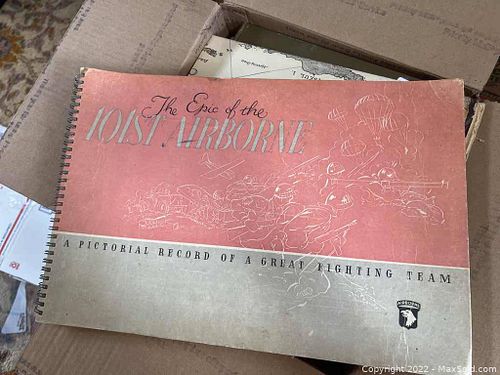 The Epic of the
101ST AIRBORNE
A PICTORIAL RECORD OF A GREAT FIGHTING TEAM
AIRBORNE
Copyright 2022 - MaxSold.com